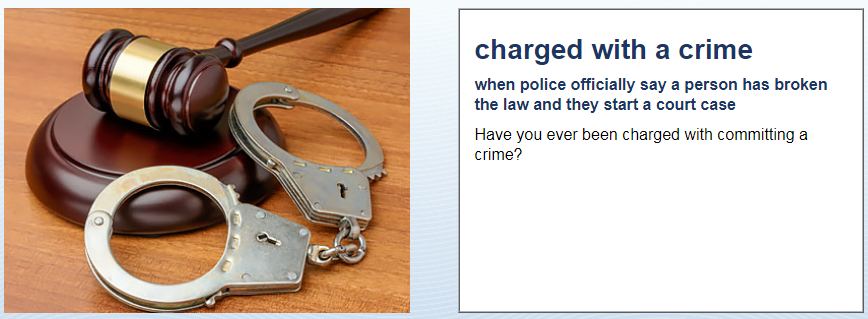 charged with a crime
when police officially say a person has broken
the law and they start a court case
Have you ever been charged with committing a
crime?